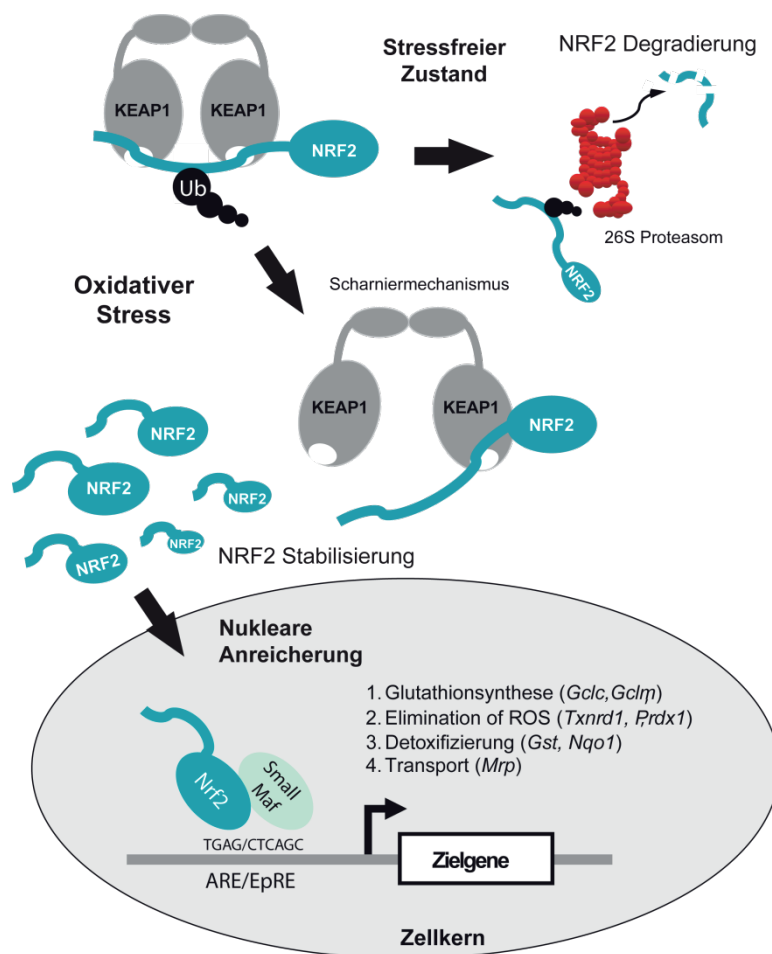 Stressfreier
Zustand
NRF2 Degradierung
KEAP1
KEAP1
NRF2
Ub
26S Proteasom
NRF2
Oxidativer
Stress
Scharniermechanismus
KEAP1
KEAP1
NRF2
NRF2
NRF2
NRF2
NRF2
NRF2
NRF2 Stabilisierung
Nukleare
Anreicherung
1. Glutathionsynthese (Gclc,Gclm)
2. Elimination of ROS (Txnrd1, Prdx1)
3. Detoxifizierung (Gst, Nqo1)
4. Transport (Mrp)
Nrf2
Small
Maf
TGAG/CTCAGC
ARE/EpRE
Zielgene
Zellkern